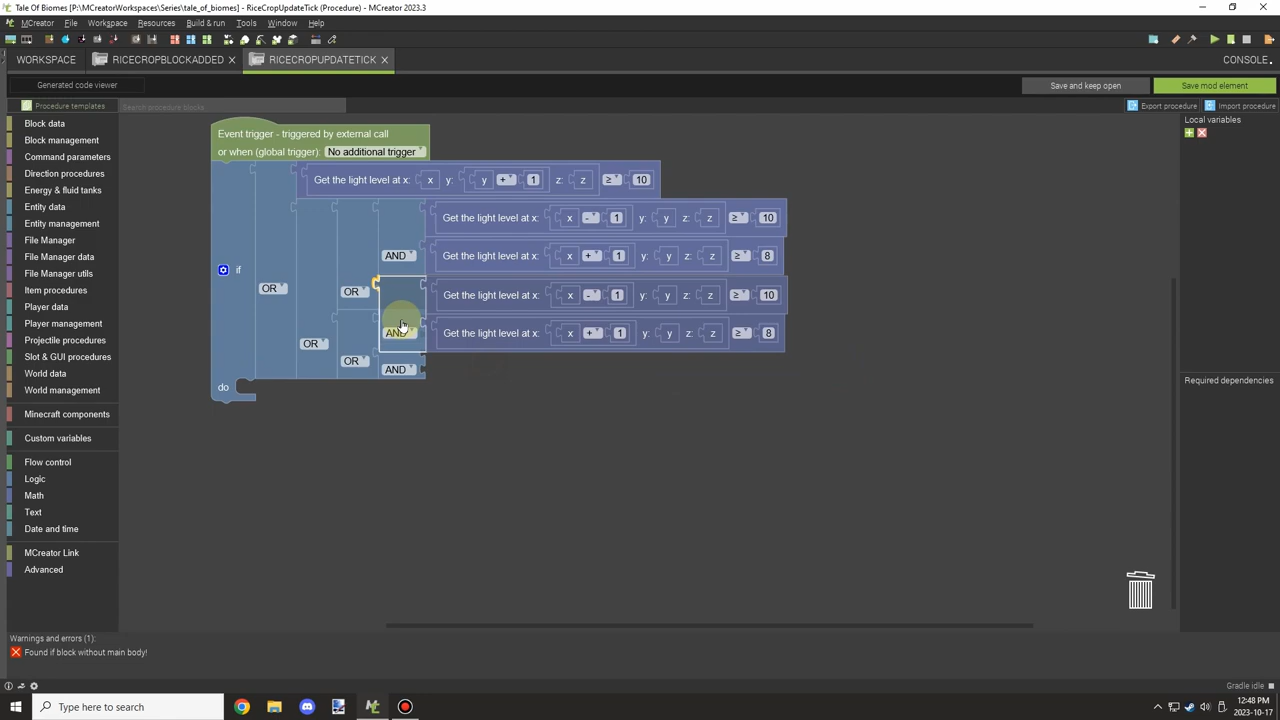 Tale Of Biomes [P:\MCreatorWorkspaces\Series\tale_of_biomes] - RiceCropUpdateTick (Procedure) - MCreator 2023.3
MCreator File Workspace Resources Build & run Tools Window Help
WORKSPACE RICECROPBLOCKADDED × RICECROPUPDATETICK × CONSOLE
Generated code viewer Save and keep open Save mod element
Procedure templates Search procedure blocks Export procedure Import procedure
Block data
Block management
Command parameters
Direction procedures
Energy & fluid tanks
Entity data
Entity management
File Manager
File Manager data
File Manager utils
Item procedures
Player data
Player management
Projectile procedures
Slot & GUI procedures
World data
World management
Minecraft components
Custom variables
Flow control
Logic
Math
Text
Date and time
MCreator Link
Advanced
Event trigger - triggered by external call
or when (global trigger): No additional trigger
Get the light level at x: x y: y + 1 z: z ≥ 10
Get the light level at x: x - 1 y: y z: z ≥ 10
AND
Get the light level at x: x + 1 y: y z: z ≥ 8
if
OR
OR
Get the light level at x: x - 1 y: y z: z ≥ 10
AND
Get the light level at x: x + 1 y: y z: z ≥ 8
OR
OR
AND
do
Local variables
Required dependencies
Warnings and errors (1):
Found if block without main body!
Gradle idle
Type here to search
12:48 PM
2023-10-17